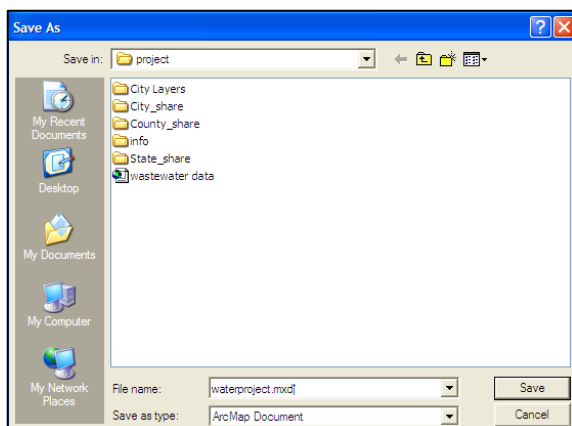 Save As
Save in: project
City Layers
City_share
County_share
info
State_share
wastewater data
My Recent
Documents
Desktop
My Documents
My Computer
My Network
Places
File name: waterproject.mxd Save
Save as type: ArcMap Document Cancel